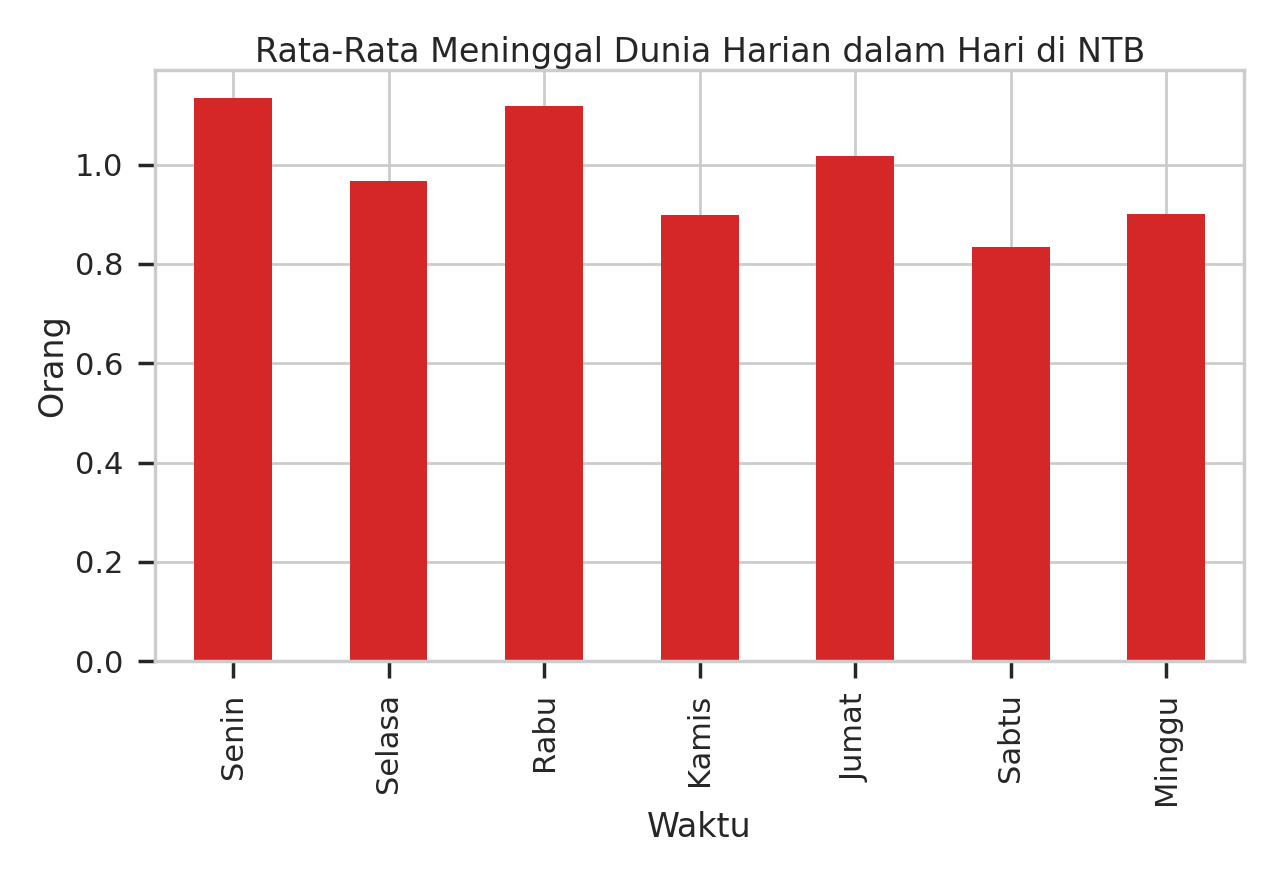 Rata-Rata Meninggal Dunia Harian dalam Hari di NTB
1.0
0.8
0.6
0.4
0.2
0.0
Orang
Senin
Selasa
Rabu
Kamis
Jumat
Sabtu
Minggu
Waktu